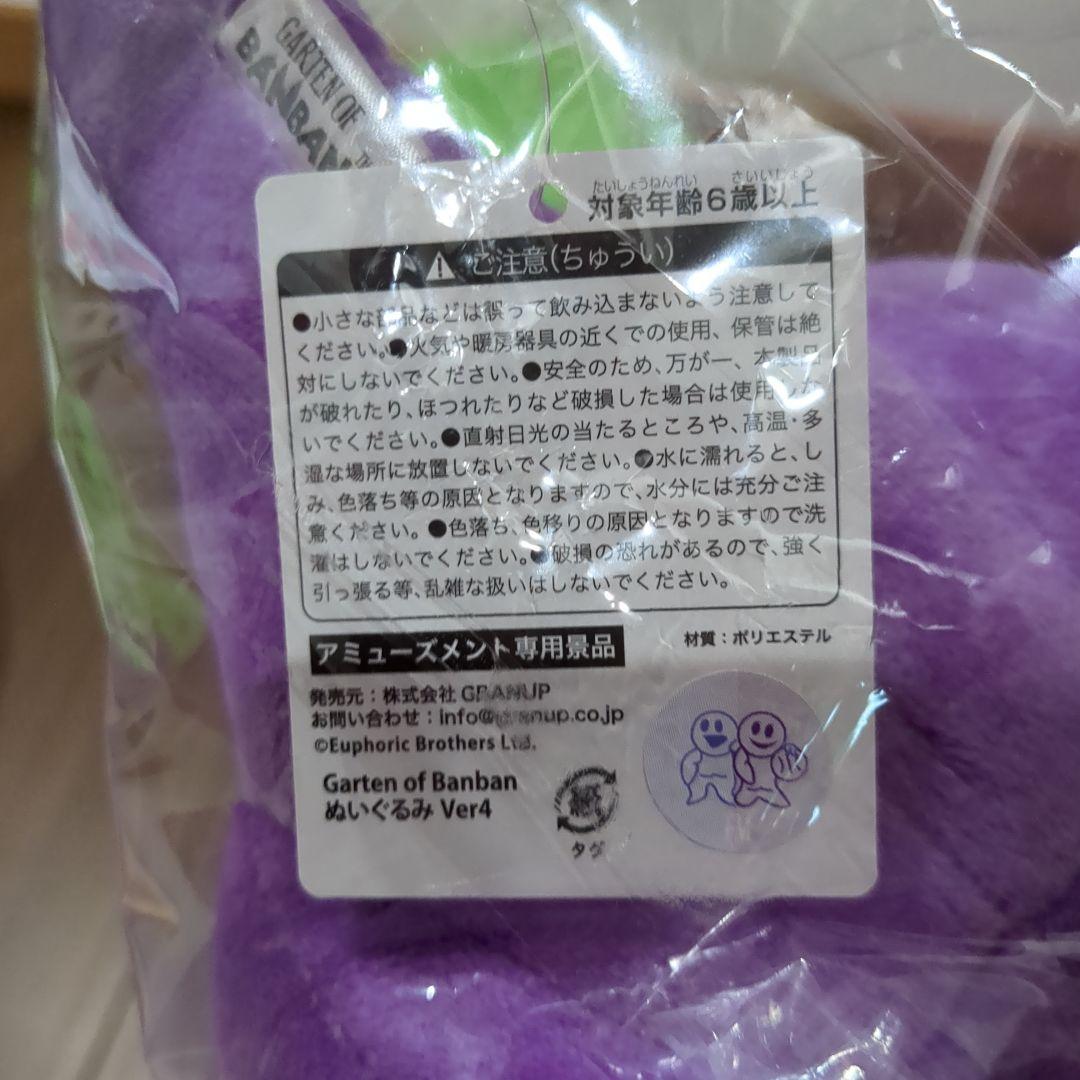 GARTEN OF
BANBAN
たいしょうねんれい さいいじょう
対象年齢6歳以上
ご注意(ちゅうい)
●小さな部品などは誤って飲み込まないよう注意して
ください。●火気や暖房器具の近くでの使用、保管は絶
対にしないでください。●安全のため、万が一、本製品
が破れたり、ほつれたりなど破損した場合は使用しな
いでください。●直射日光の当たるところや、高温・多
湿な場所に放置しないでください。●水に濡れると、し
み、色落ち等の原因となりますので、水分には充分ご注
意ください。●色落ち、色移りの原因となりますので洗
濯はしないでください。●破損の恐れがあるので、強く
引っ張る等、乱雑な扱いはしないでください。
アミューズメント専用景品
材質：ポリエステル
発売元：株式会社GRANUP
お問い合わせ：info@granup.co.jp
©Euphoric Brothers Ltd.
Garten of Banban
ぬいぐるみ Ver4
紙
タグ